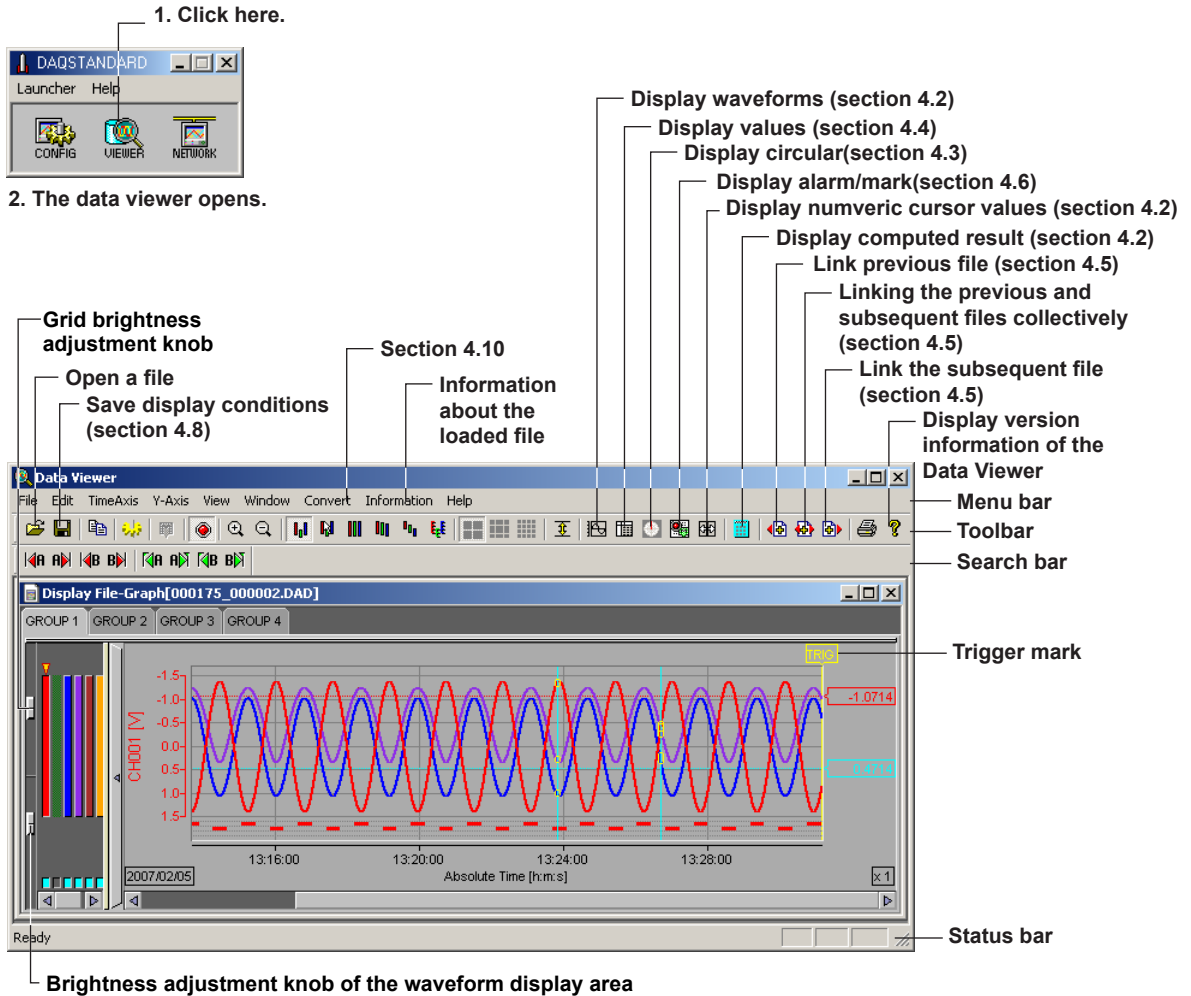 1. Click here.
DAQSTANDARD
Launcher Help
CONFIG VIEWER NETWORK
2. The data viewer opens.
Display waveforms (section 4.2)
Display values (section 4.4)
Display circular(section 4.3)
Display alarm/mark(section 4.6)
Display numveric cursor values (section 4.2)
Display computed result (section 4.2)
Link previous file (section 4.5)
Linking the previous and
subsequent files collectively
(section 4.5)
Link the subsequent file
(section 4.5)
Display version
information of the
Data Viewer
Grid brightness
adjustment knob
Open a file
Save display conditions
(section 4.8)
Section 4.10
Information
about the
loaded file
Data Viewer
File Edit TimeAxis Y-Axis View Window Convert Information Help
Menu bar
Toolbar
A A B B A A B B
Search bar
Display File-Graph[000175_000002.DAD]
GROUP 1 GROUP 2 GROUP 3 GROUP 4
TRIG
Trigger mark
CH001 [V]
-1.5
-1.0
-0.5
0.0
0.5
1.0
1.5
-1.0714
0.4714
13:16:00 13:20:00 13:24:00 13:28:00
2007/02/05 Absolute Time [h:m:s] x 1
Ready
Status bar
Brightness adjustment knob of the waveform display area